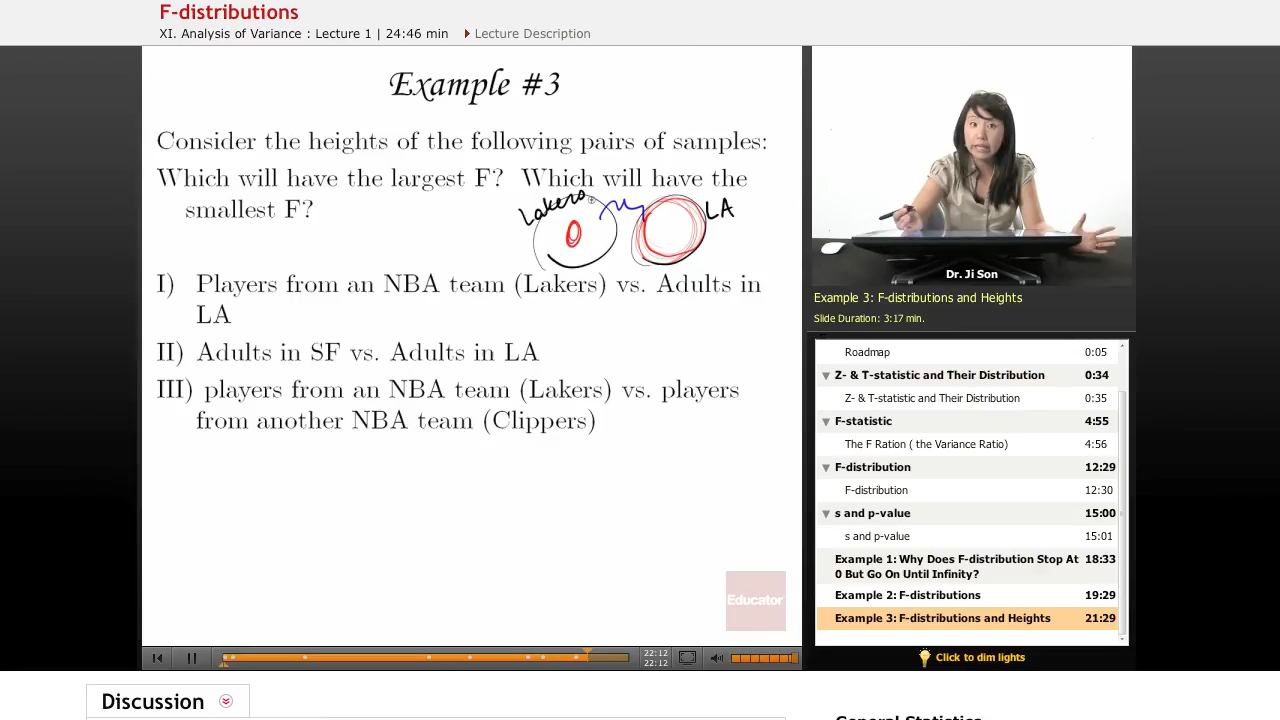 F-distributions
XI. Analysis of Variance : Lecture 1 | 24:46 min
Lecture Description
Example #3
Consider the heights of the following pairs of samples:
Which will have the largest F? Which will have the
smallest F?
Lakers
LA
I) Players from an NBA team (Lakers) vs. Adults in
LA
II) Adults in SF vs. Adults in LA
III) players from an NBA team (Lakers) vs. players
from another NBA team (Clippers)
Educator
22:12
22:12
Dr. Ji Son
Example 3: F-distributions and Heights
Slide Duration: 3:17 min.
Roadmap 0:05
Z- & T-statistic and Their Distribution 0:34
Z- & T-statistic and Their Distribution 0:35
F-statistic 4:55
The F Ration ( the Variance Ratio) 4:56
F-distribution 12:29
F-distribution 12:30
s and p-value 15:00
s and p-value 15:01
Example 1: Why Does F-distribution Stop At 18:33
0 But Go On Until Infinity?
Example 2: F-distributions 19:29
Example 3: F-distributions and Heights 21:29
Click to dim lights
Discussion
General Statistics